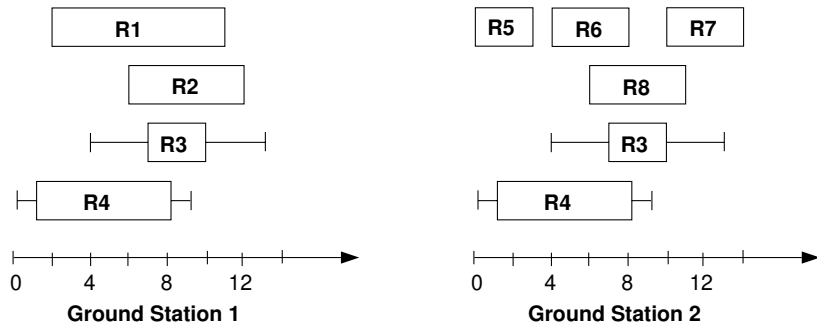 R1 R5 R6 R7
R2 R8
R3 R3
R4 R4
0 4 8 12 0 4 8 12
Ground Station 1 Ground Station 2